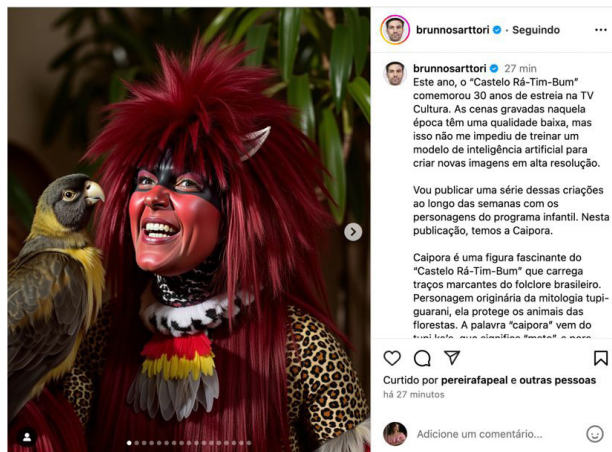 brunnosarttori • Seguindo
brunnosarttori 27 min
Este ano, o “Castelo Rá-Tim-Bum”
comemorou 30 anos de estreia na TV
Cultura. As cenas gravadas naquela
época têm uma qualidade baixa, mas
isso não me impediu de treinar um
modelo de inteligência artificial para
criar novas imagens em alta resolução.
Vou publicar uma série dessas criações
ao longo das semanas com os
personagens do programa infantil. Nesta
publicação, temos a Caipora.
Caipora é uma figura fascinante do
“Castelo Rá-Tim-Bum” que carrega
traços marcantes do folclore brasileiro.
Personagem originária da mitologia tupi-
guarani, ela protege os animais das
florestas. A palavra “caipora” vem do
Curtido por pereirafapeal e outras pessoas
há 27 minutos
Adicione um comentário...